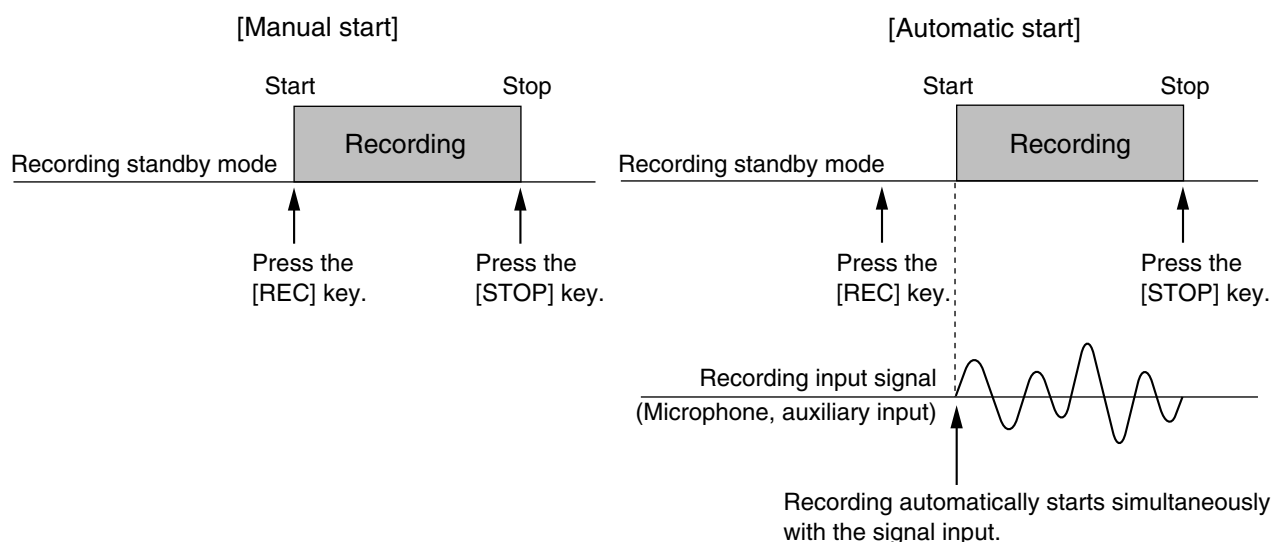 [Manual start]
Start
Stop
Recording
Recording standby mode
Press the
[REC] key.
Press the
[STOP] key.
[Automatic start]
Start
Stop
Recording
Recording standby mode
Press the
[REC] key.
Press the
[STOP] key.
Recording input signal
(Microphone, auxiliary input)
Recording automatically starts simultaneously
with the signal input.